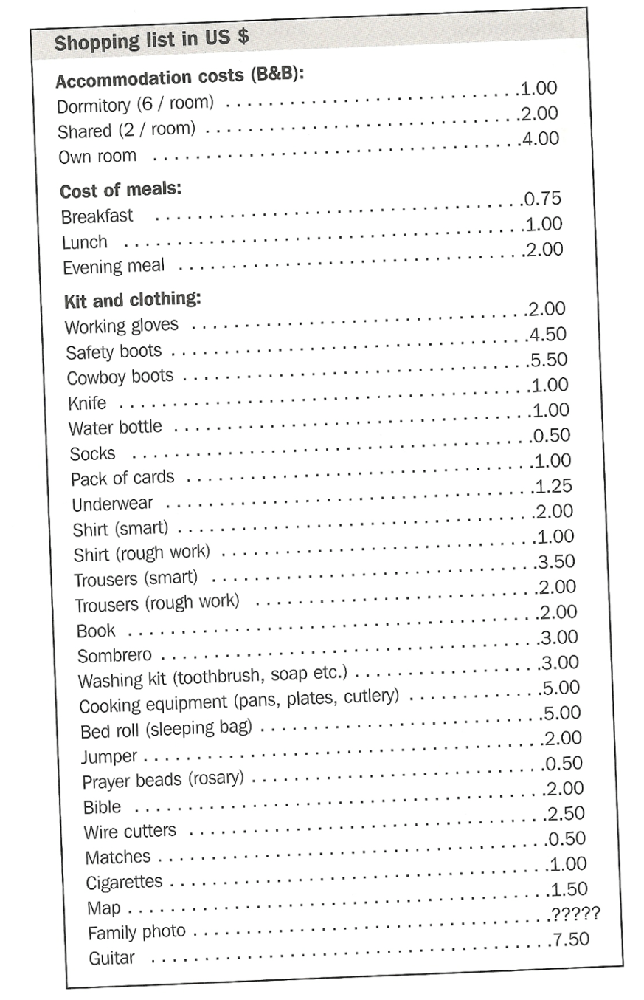 Shopping list in US $
Accommodation costs (B&B):
Dormitory (6 / room) . . . . . . . . . . . . . . . . . . . . . . . . . . . .1.00
Shared (2 / room) . . . . . . . . . . . . . . . . . . . . . . . . . . . . . .2.00
Own room . . . . . . . . . . . . . . . . . . . . . . . . . . . . . . . . . . .4.00
Cost of meals:
Breakfast . . . . . . . . . . . . . . . . . . . . . . . . . . . . . . . . . . .0.75
Lunch . . . . . . . . . . . . . . . . . . . . . . . . . . . . . . . . . . . . . .1.00
Evening meal . . . . . . . . . . . . . . . . . . . . . . . . . . . . . . . . .2.00
Kit and clothing:
Working gloves . . . . . . . . . . . . . . . . . . . . . . . . . . . . . . . .2.00
Safety boots . . . . . . . . . . . . . . . . . . . . . . . . . . . . . . . . . .4.50
Cowboy boots . . . . . . . . . . . . . . . . . . . . . . . . . . . . . . . . .5.50
Knife . . . . . . . . . . . . . . . . . . . . . . . . . . . . . . . . . . . . . . .1.00
Water bottle . . . . . . . . . . . . . . . . . . . . . . . . . . . . . . . . . .1.00
Socks . . . . . . . . . . . . . . . . . . . . . . . . . . . . . . . . . . . . . .0.50
Pack of cards . . . . . . . . . . . . . . . . . . . . . . . . . . . . . . . . .1.00
Underwear . . . . . . . . . . . . . . . . . . . . . . . . . . . . . . . . . . .1.25
Shirt (smart) . . . . . . . . . . . . . . . . . . . . . . . . . . . . . . . . . .2.00
Shirt (rough work) . . . . . . . . . . . . . . . . . . . . . . . . . . . . . .1.00
Trousers (smart) . . . . . . . . . . . . . . . . . . . . . . . . . . . . . . .3.50
Trousers (rough work) . . . . . . . . . . . . . . . . . . . . . . . . . . .2.00
Book . . . . . . . . . . . . . . . . . . . . . . . . . . . . . . . . . . . . . . .2.00
Sombrero . . . . . . . . . . . . . . . . . . . . . . . . . . . . . . . . . . . .3.00
Washing kit (toothbrush, soap etc.) . . . . . . . . . . . . . . . . . .3.00
Cooking equipment (pans, plates, cutlery) . . . . . . . . . . . . .5.00
Bed roll (sleeping bag) . . . . . . . . . . . . . . . . . . . . . . . . . . .5.00
Jumper . . . . . . . . . . . . . . . . . . . . . . . . . . . . . . . . . . . . . .2.00
Prayer beads (rosary) . . . . . . . . . . . . . . . . . . . . . . . . . . . .0.50
Bible . . . . . . . . . . . . . . . . . . . . . . . . . . . . . . . . . . . . . . .2.00
Wire cutters . . . . . . . . . . . . . . . . . . . . . . . . . . . . . . . . . .2.50
Matches . . . . . . . . . . . . . . . . . . . . . . . . . . . . . . . . . . . . .0.50
Cigarettes . . . . . . . . . . . . . . . . . . . . . . . . . . . . . . . . . . . .1.00
Map . . . . . . . . . . . . . . . . . . . . . . . . . . . . . . . . . . . . . . . .1.50
Family photo . . . . . . . . . . . . . . . . . . . . . . . . . . . . . . . . . .?????
Guitar . . . . . . . . . . . . . . . . . . . . . . . . . . . . . . . . . . . . . .7.50